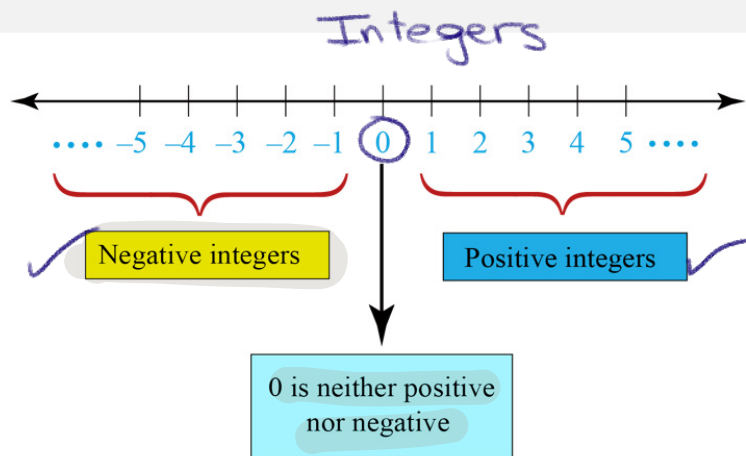 Integers
•••• –5 –4 –3 –2 –1 0 1 2 3 4 5 ••••
Negative integers
Positive integers
0 is neither positive
nor negative